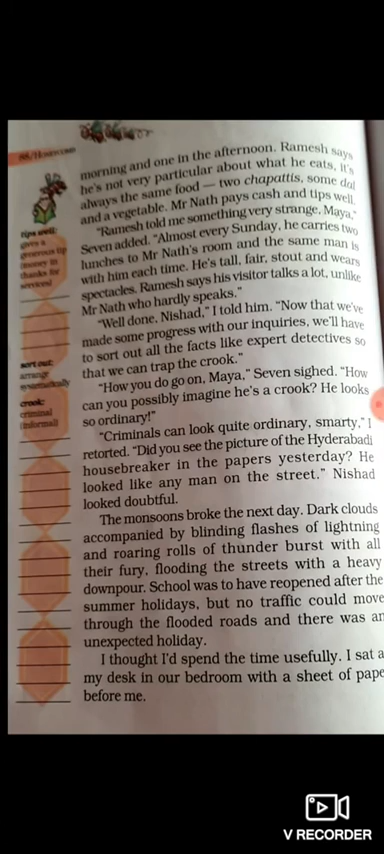 88/HONEYCOMB
morning and one in the afternoon. Ramesh says
he's not very particular about what he eats, it's
always the same food — two chapattis, some dal
and a vegetable. Mr Nath pays cash and tips well.
"Ramesh told me something very strange, Maya,"
Seven added. "Almost every Sunday, he carries two
lunches to Mr Nath's room and the same man is
with him each time. He's tall, fair, stout and wears
spectacles. Ramesh says his visitor talks a lot, unlike
Mr Nath who hardly speaks."
"Well done, Nishad," I told him. "Now that we've
made some progress with our inquiries, we'll have
to sort out all the facts like expert detectives so
that we can trap the crook."
"How you do go on, Maya," Seven sighed. "How
can you possibly imagine he's a crook? He looks
so ordinary!"
"Criminals can look quite ordinary, smarty," I
retorted. "Did you see the picture of the Hyderabadi
housebreaker in the papers yesterday? He
looked like any man on the street." Nishad
looked doubtful.
The monsoons broke the next day. Dark clouds
accompanied by blinding flashes of lightning
and roaring rolls of thunder burst with all
their fury, flooding the streets with a heavy
downpour. School was to have reopened after the
summer holidays, but no traffic could move
through the flooded roads and there was an
unexpected holiday.
I thought I'd spend the time usefully. I sat a
my desk in our bedroom with a sheet of pape
before me.
tips well:
gives a
generous tip
(money in
thanks for
services)
sort out:
arrange
systematically
crook:
criminal
(informal)
V RECORDER